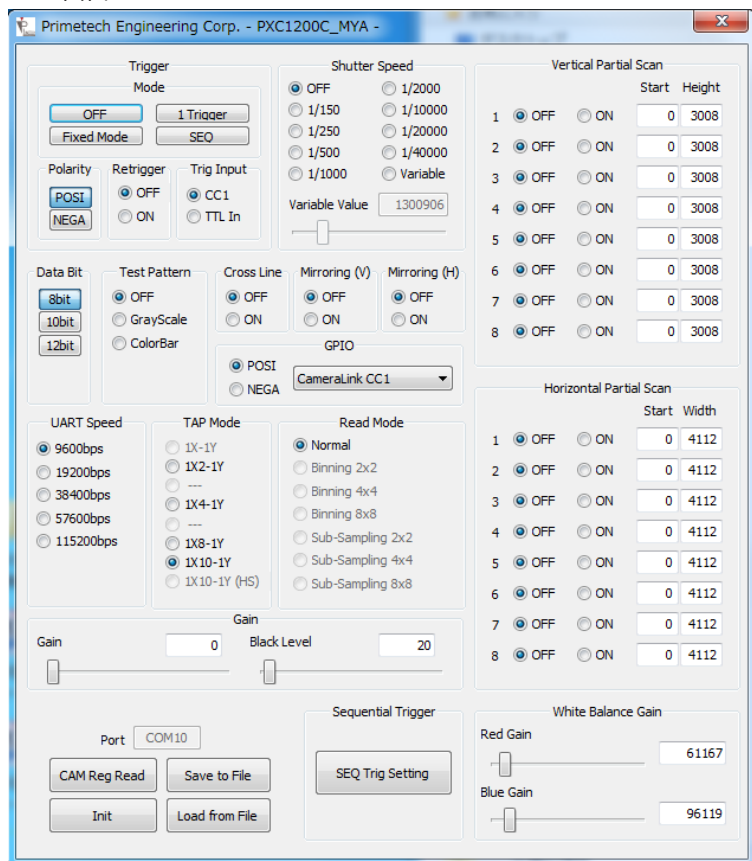 Primetech Engineering Corp. - PXC1200C_MYA -
Trigger
Mode
OFF
1 Trigger
Fixed Mode
SEQ
Polarity
POSI
NEGA
Retrigger
OFF
ON
Trig Input
CC1
TTL In
Shutter Speed
OFF
1/2000
1/150
1/10000
1/250
1/20000
1/500
1/40000
1/1000
Variable
Variable Value 1300906
Data Bit
8bit
10bit
12bit
Test Pattern
OFF
GrayScale
ColorBar
Cross Line
OFF
ON
Mirroring (V)
OFF
ON
Mirroring (H)
OFF
ON
GPIO
POSI
NEGA
CameraLink CC1
UART Speed
9600bps
19200bps
38400bps
57600bps
115200bps
TAP Mode
1X-1Y
1X2-1Y
---
1X4-1Y
---
1X8-1Y
1X10-1Y
1X10-1Y (HS)
Read Mode
Normal
Binning 2x2
Binning 4x4
Binning 8x8
Sub-Sampling 2x2
Sub-Sampling 4x4
Sub-Sampling 8x8
Gain
Gain 0
Black Level 20
Port COM10
CAM Reg Read
Save to File
Init
Load from File
Sequential Trigger
SEQ Trig Setting
Vertical Partial Scan
Start Height
1 OFF ON 0 3008
2 OFF ON 0 3008
3 OFF ON 0 3008
4 OFF ON 0 3008
5 OFF ON 0 3008
6 OFF ON 0 3008
7 OFF ON 0 3008
8 OFF ON 0 3008
Horizontal Partial Scan
Start Width
1 OFF ON 0 4112
2 OFF ON 0 4112
3 OFF ON 0 4112
4 OFF ON 0 4112
5 OFF ON 0 4112
6 OFF ON 0 4112
7 OFF ON 0 4112
8 OFF ON 0 4112
White Balance Gain
Red Gain
61167
Blue Gain
96119